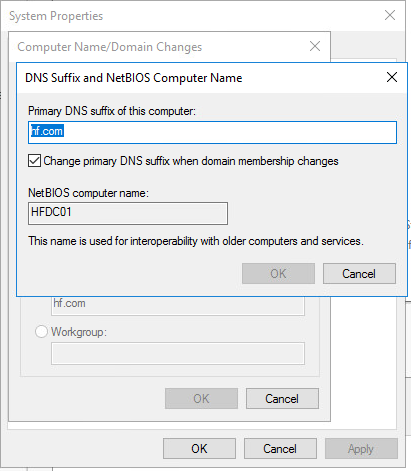 System Properties
Computer Name/Domain Changes
DNS Suffix and NetBIOS Computer Name
Primary DNS suffix of this computer:
hf.com
Change primary DNS suffix when domain membership changes
NetBIOS computer name:
HFDC01
This name is used for interoperability with older computers and services.
OK Cancel
hf.com
Workgroup:
OK Cancel
OK Cancel Apply